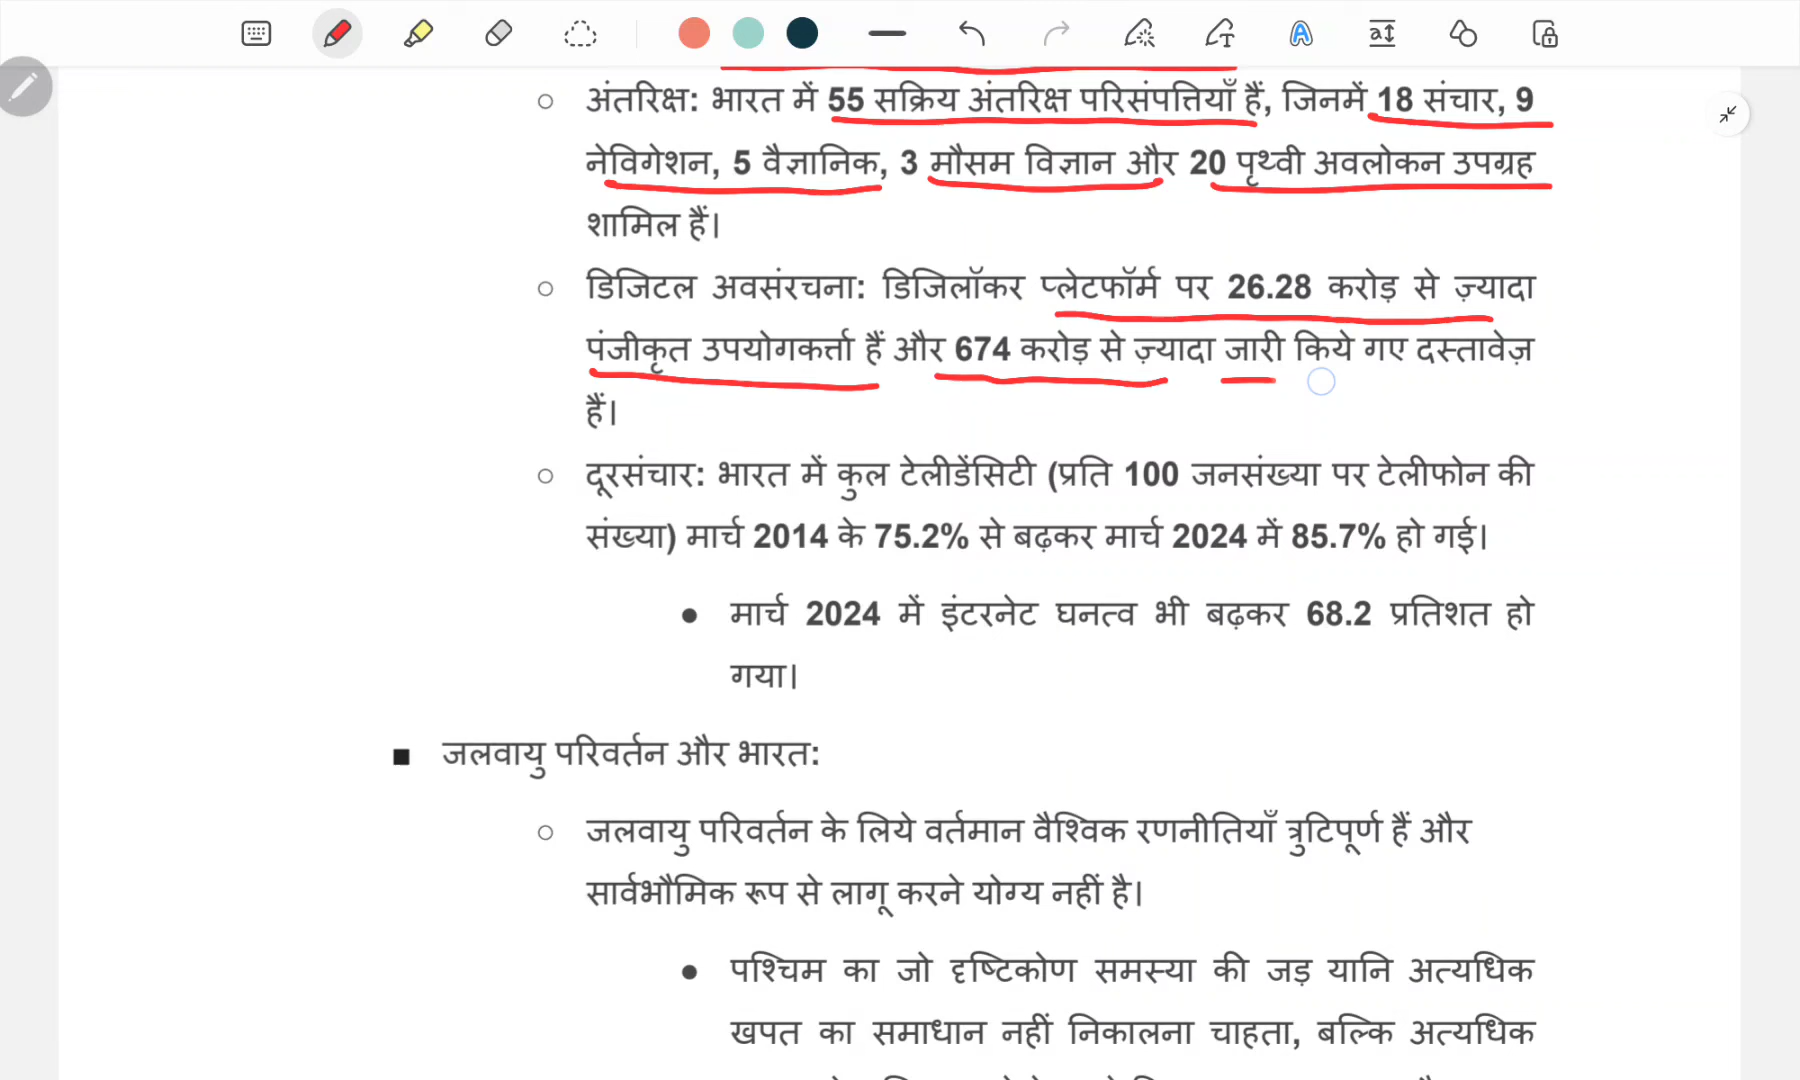 अंतरिक्ष: भारत में 55 सक्रिय अंतरिक्ष परिसंपत्तियाँ हैं, जिनमें 18 संचार, 9
नेविगेशन, 5 वैज्ञानिक, 3 मौसम विज्ञान और 20 पृथ्वी अवलोकन उपग्रह
शामिल हैं।
डिजिटल अवसंरचना: डिजिलॉकर प्लेटफॉर्म पर 26.28 करोड़ से ज़्यादा
पंजीकृत उपयोगकर्त्ता हैं और 674 करोड़ से ज़्यादा जारी किये गए दस्तावेज़
हैं।
दूरसंचार: भारत में कुल टेलीडेंसिटी (प्रति 100 जनसंख्या पर टेलीफोन की
संख्या) मार्च 2014 के 75.2% से बढ़कर मार्च 2024 में 85.7% हो गई।
मार्च 2024 में इंटरनेट घनत्व भी बढ़कर 68.2 प्रतिशत हो
गया।
जलवायु परिवर्तन और भारत:
जलवायु परिवर्तन के लिये वर्तमान वैश्विक रणनीतियाँ त्रुटिपूर्ण हैं और
सार्वभौमिक रूप से लागू करने योग्य नहीं है।
पश्चिम का जो दृष्टिकोण समस्या की जड़ यानि अत्यधिक
खपत का समाधान नहीं निकालना चाहता, बल्कि अत्यधिक